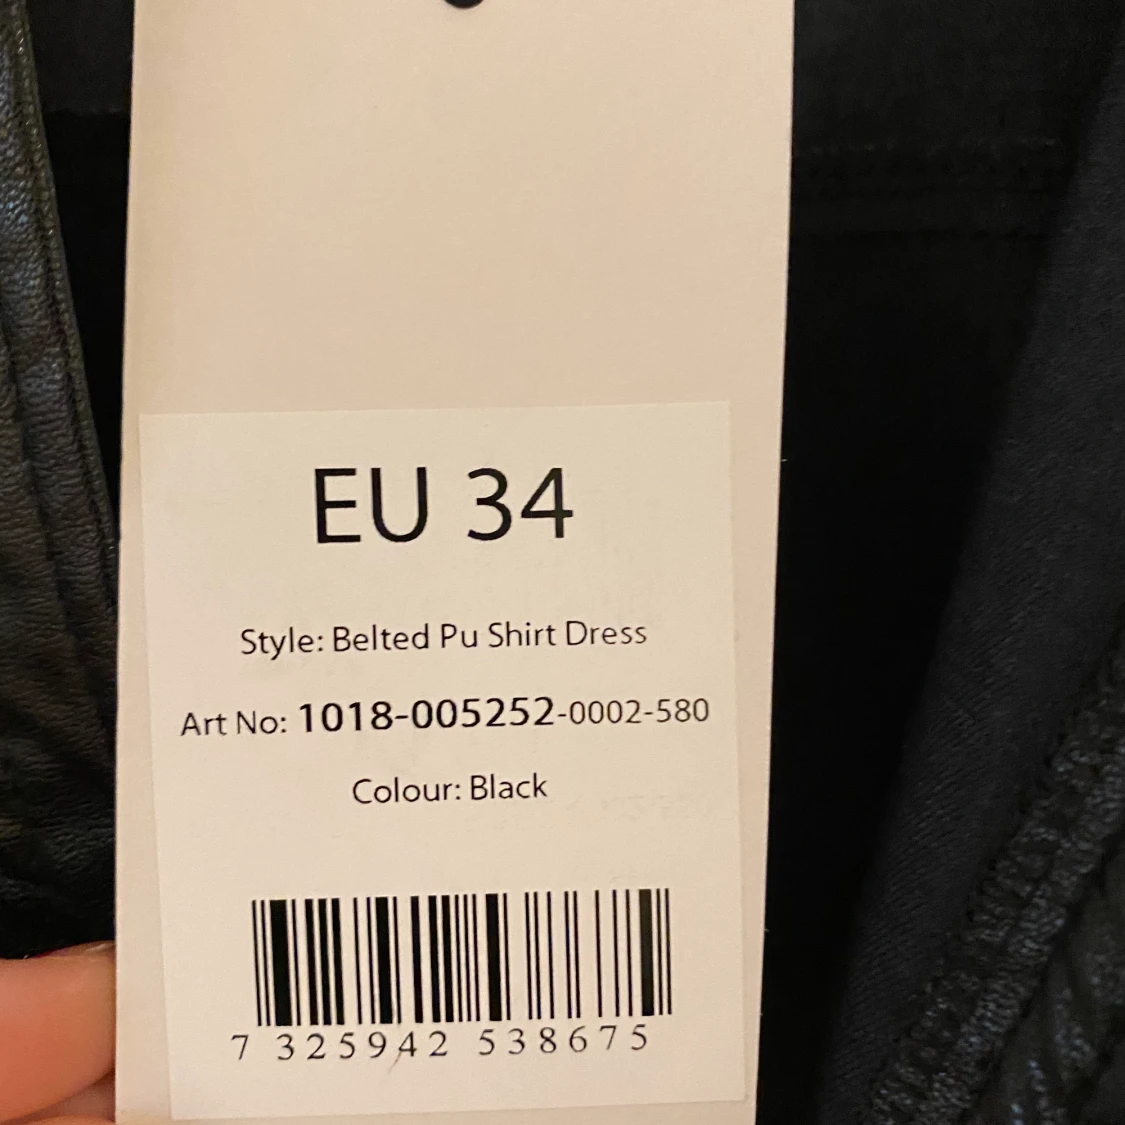 EU 34
Style: Belted Pu Shirt Dress
Art No: 1018-005252-0002-580
Colour: Black
7 325942 538675